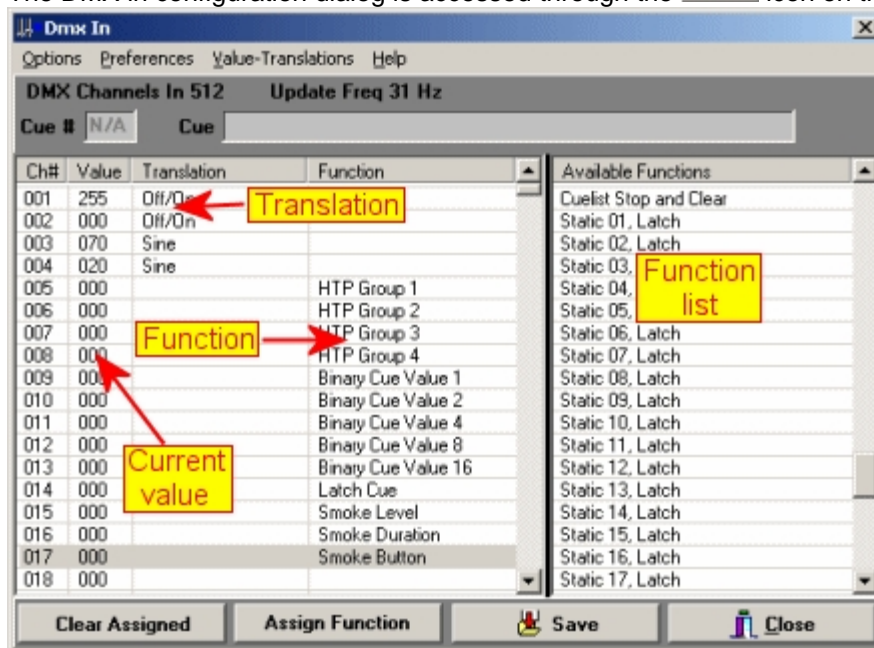 The DMX in configuration dialog is accessed through the icon on th
Dmx In
Options Preferences Value-Translations Help
DMX Channels In 512 Update Freq 31 Hz
Cue # N/A Cue
Ch# Value Translation Function Available Functions
001 255 Off/On Cuelist Stop and Clear
002 000 Off/On Static 01, Latch
003 070 Sine Static 02, Latch
004 020 Sine Static 03,
005 000 HTP Group 1 Static 04,
006 000 HTP Group 2 Static 05,
007 000 HTP Group 3 Static 06, Latch
008 000 HTP Group 4 Static 07, Latch
009 000 Binary Cue Value 1 Static 08, Latch
010 000 Binary Cue Value 2 Static 09, Latch
011 000 Binary Cue Value 4 Static 10, Latch
012 000 Binary Cue Value 8 Static 11, Latch
013 000 Binary Cue Value 16 Static 12, Latch
014 000 Latch Cue Static 13, Latch
015 000 Smoke Level Static 14, Latch
016 000 Smoke Duration Static 15, Latch
017 000 Smoke Button Static 16, Latch
018 000 Static 17, Latch
Translation
Function
list
Function
Current
value
Clear Assigned Assign Function Save Close